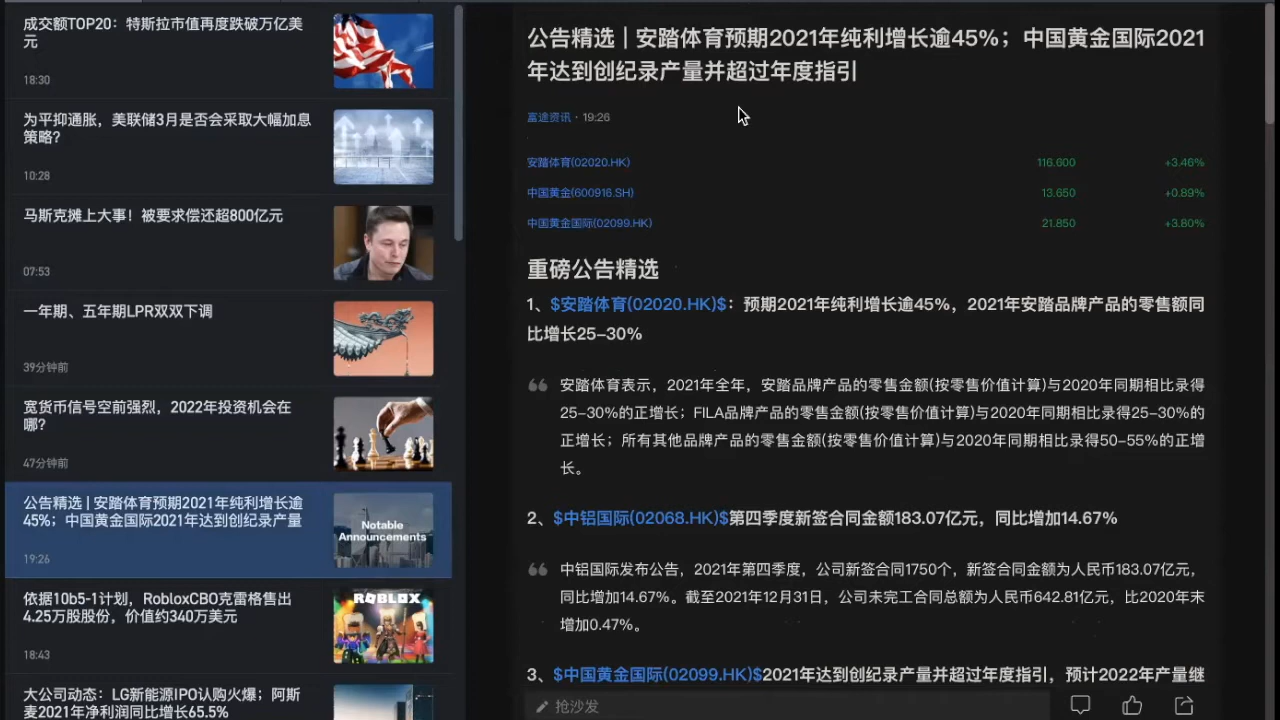 成交额TOP20：特斯拉市值再度跌破万亿美
元
18:30
为平抑通胀，美联储3月是否会采取大幅加息
策略？
10:28
马斯克摊上大事！被要求偿还超800亿元
07:53
一年期、五年期LPR双双下调
39分钟前
宽货币信号空前强烈，2022年投资机会在
哪？
47分钟前
公告精选 | 安踏体育预期2021年纯利增长逾
45%；中国黄金国际2021年达到创纪录产量
19:26
Notable
Announcements
依据10b5-1计划，RobloxCBO克雷格售出
4.25万股股份，价值约340万美元
18:43
ROBLOX
大公司动态：LG新能源IPO认购火爆；阿斯
麦2021年净利润同比增长65.5%
公告精选 | 安踏体育预期2021年纯利增长逾45%；中国黄金国际2021
年达到创纪录产量并超过年度指引
富途资讯 · 19:26
安踏体育(02020.HK) 116.600 +3.46%
中国黄金(600916.SH) 13.650 +0.89%
中国黄金国际(02099.HK) 21.850 +3.80%
重磅公告精选
1、$安踏体育(02020.HK)$：预期2021年纯利增长逾45%，2021年安踏品牌产品的零售额同
比增长25–30%
安踏体育表示，2021年全年，安踏品牌产品的零售金额(按零售价值计算)与2020年同期相比录得
25–30%的正增长；FILA品牌产品的零售金额(按零售价值计算)与2020年同期相比录得25–30%的
正增长；所有其他品牌产品的零售金额(按零售价值计算)与2020年同期相比录得50–55%的正增
长。
2、$中铝国际(02068.HK)$第四季度新签合同金额183.07亿元，同比增加14.67%
中铝国际发布公告，2021年第四季度，公司新签合同1750个，新签合同金额为人民币183.07亿元，
同比增加14.67%。截至2021年12月31日，公司未完工合同总额为人民币642.81亿元，比2020年末
增加0.47%。
3、$中国黄金国际(02099.HK)$2021年达到创纪录产量并超过年度指引，预计2022年产量继
抢沙发